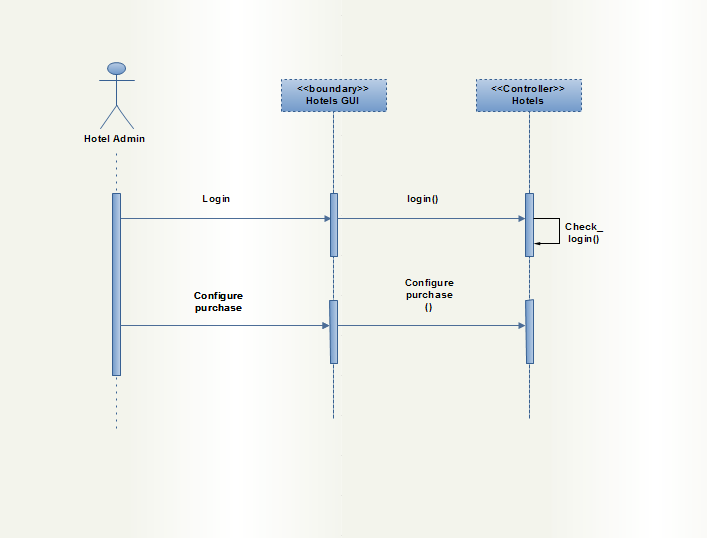 <<boundary>>
Hotels GUI
<<Controller>>
Hotels
Hotel Admin
Login
login()
Check_
login()
Configure
purchase
Configure
purchase
()